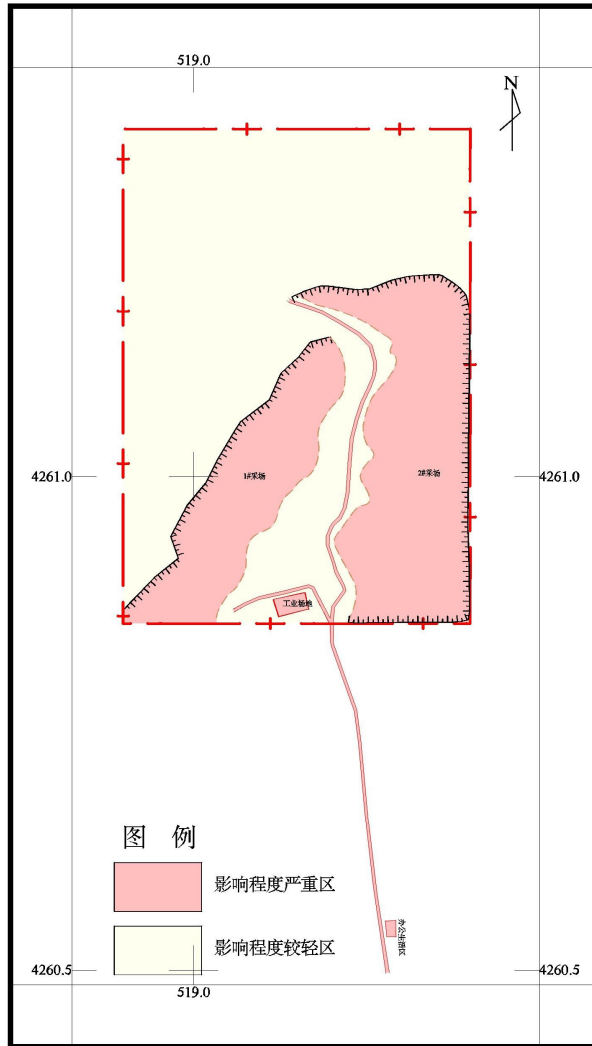 519.0
N
4261.0
4261.0
1#采场
2#采场
工业场地
图 例
影响程度严重区
影响程度较轻区
办公生活区
4260.5
4260.5
519.0